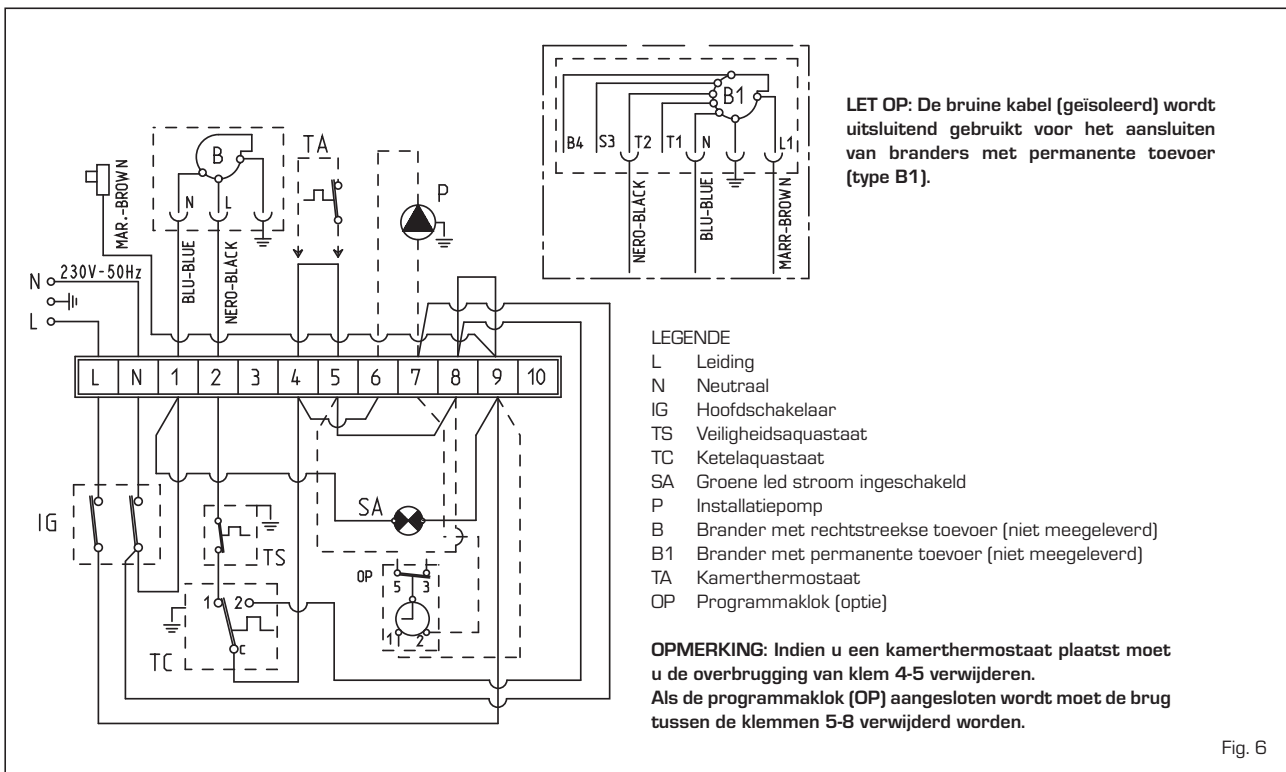 B
N
L
TA
P
MAR.-BROWN
BLU-BLUE
NERO-BLACK
N
230V-50Hz
L
L N 1 2 3 4 5 6 7 8 9 10
IG
TS
SA
OP
5 3
1 2
1 2
C
TC
B1
B4 S3 T2 T1 N L1
NERO-BLACK
BLU-BLUE
MARR-BROWN
LET OP: De bruine kabel (geïsoleerd) wordt
uitsluitend gebruikt voor het aansluiten
van branders met permanente toevoer
(type B1).
LEGENDE
L Leiding
N Neutraal
IG Hoofdschakelaar
TS Veiligheidsaquastaat
TC Ketelaquastaat
SA Groene led stroom ingeschakeld
P Installatiepomp
B Brander met rechtstreekse toevoer (niet meegeleverd)
B1 Brander met permanente toevoer (niet meegeleverd)
TA Kamerthermostaat
OP Programmaklok (optie)
OPMERKING: Indien u een kamerthermostaat plaatst moet
u de overbrugging van klem 4-5 verwijderen.
Als de programmaklok (OP) aangesloten wordt moet de brug
tussen de klemmen 5-8 verwijderd worden.
Fig. 6